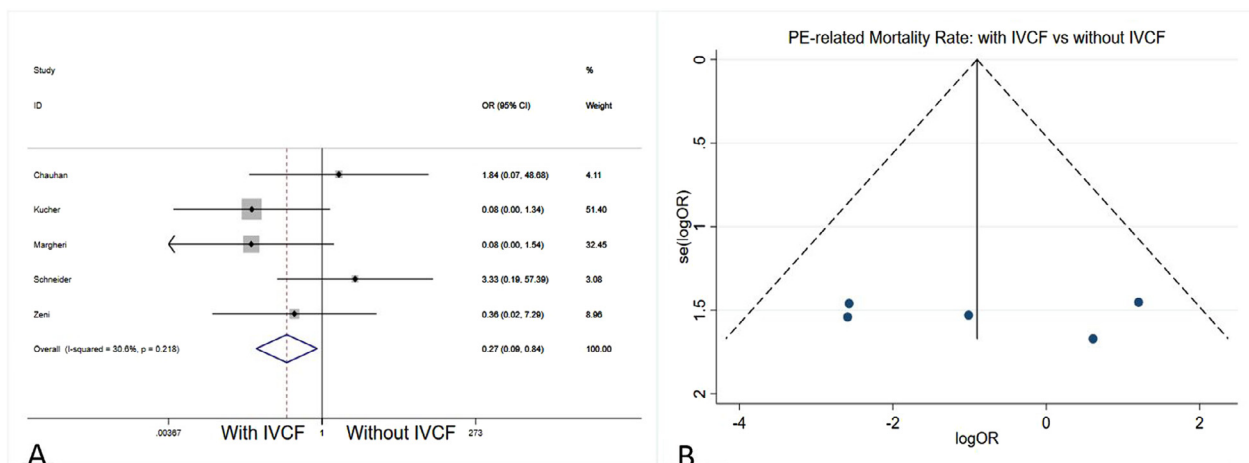 Study %
ID OR (95% CI) Weight
Chauhan 1.84 (0.07, 48.68) 4.11
Kucher 0.08 (0.00, 1.34) 51.40
Margheri 0.08 (0.00, 1.54) 32.45
Schneider 3.33 (0.19, 57.39) 3.08
Zeni 0.36 (0.02, 7.29) 8.96
Overall (I-squared = 30.6%, p = 0.218) 0.27 (0.09, 0.84) 100.00
.00367 With IVCF 1 Without IVCF 273
A
PE-related Mortality Rate: with IVCF vs without IVCF
0
.5
1
1.5
2
se(logOR)
-4 -2 0 2
logOR
B